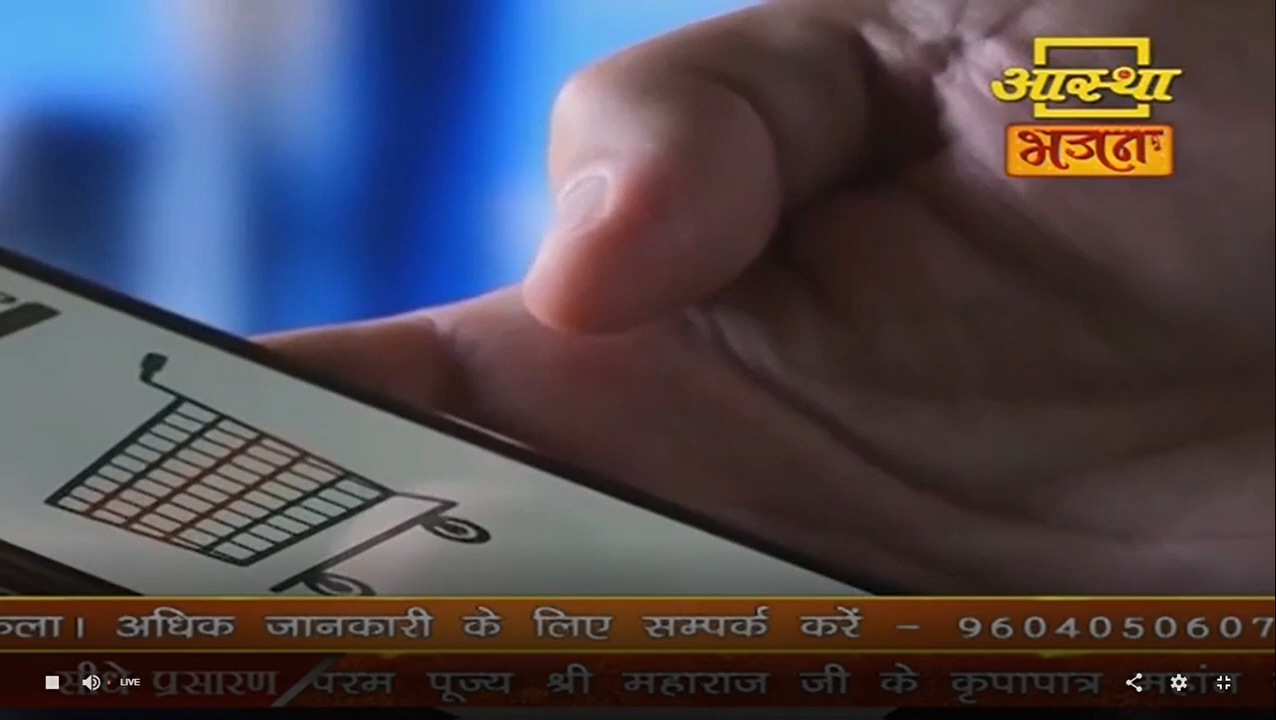 आस्था
भजन
कला। अधिक जानकारी के लिए सम्पर्क करें – 9604050607
सीधे प्रसारण परम पूज्य श्री महाराज जी के कृपापात्र
LIVE